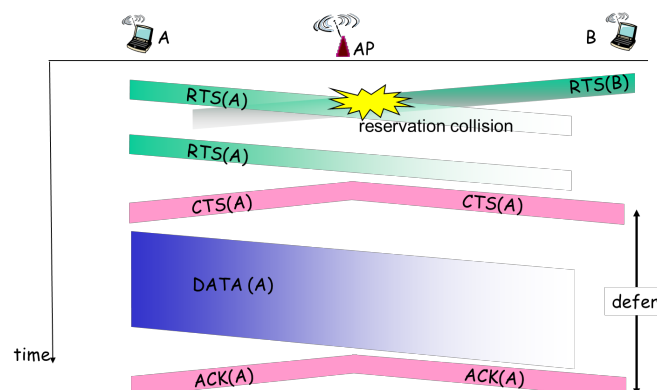 A
AP
B
RTS(A)
RTS(B)
reservation collision
RTS(A)
CTS(A)
CTS(A)
DATA (A)
defer
time
ACK(A)
ACK(A)